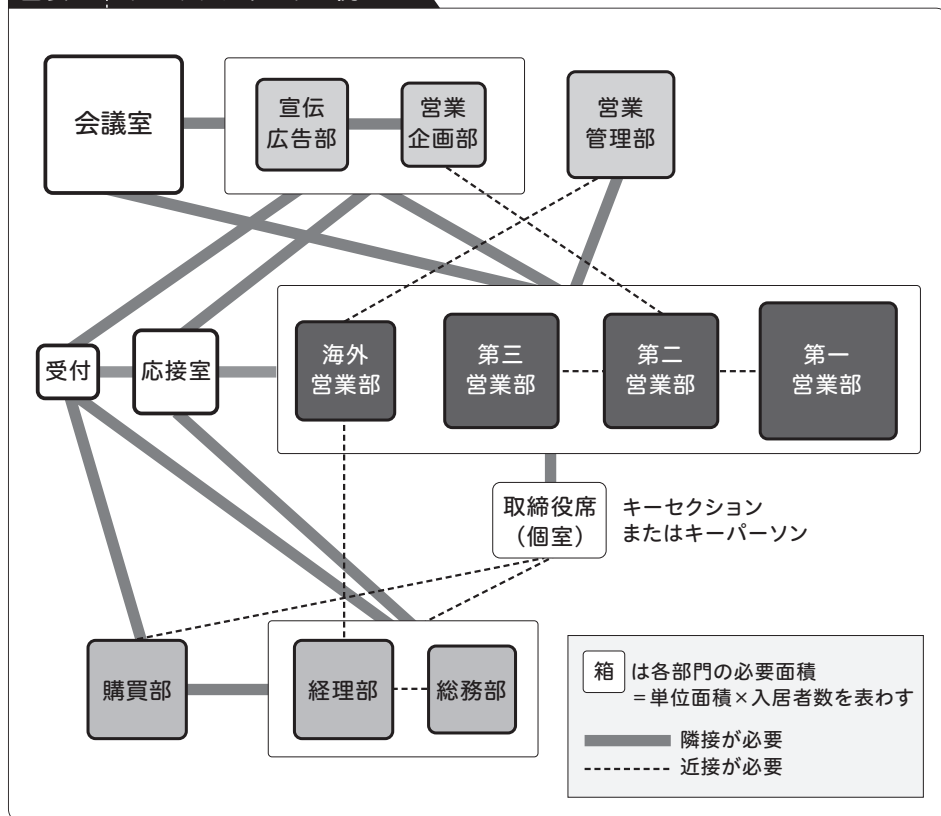 会議室
宣伝
広告部
営業
企画部
営業
管理部
受付
応接室
海外
営業部
第三
営業部
第二
営業部
第一
営業部
取締役席
（個室）
キーセクション
またはキーパーソン
購買部
経理部
総務部
箱 は各部門の必要面積
＝単位面積×入居者数を表わす
隣接が必要
近接が必要